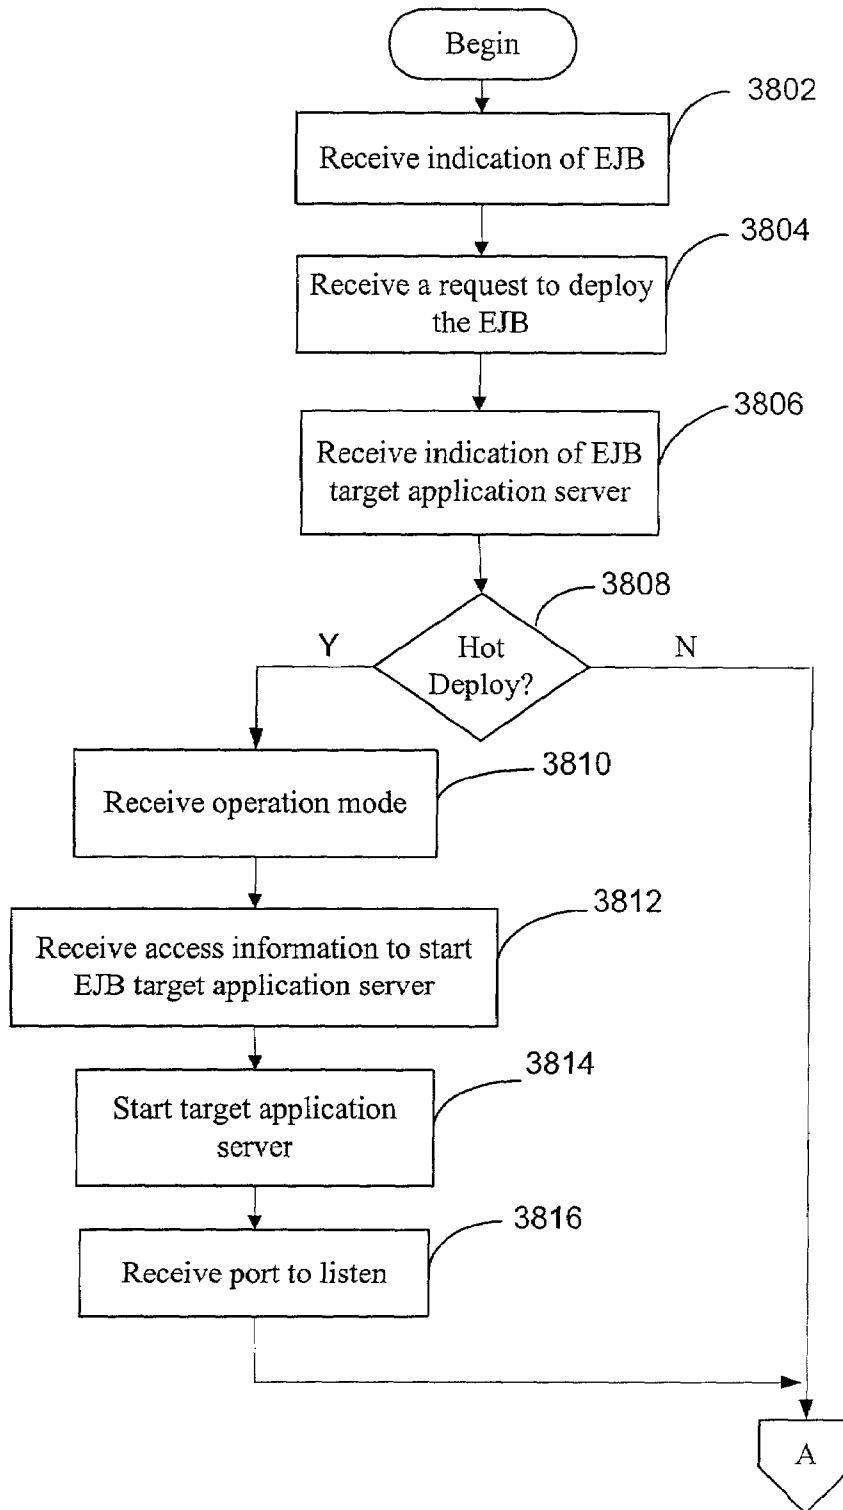 Begin
3802
Receive indication of EJB
3804
Receive a request to deploy
the EJB
3806
Receive indication of EJB
target application server
3808
Hot
Deploy?
Y
N
3810
Receive operation mode
3812
Receive access information to start
EJB target application server
3814
Start target application
server
3816
Receive port to listen
A